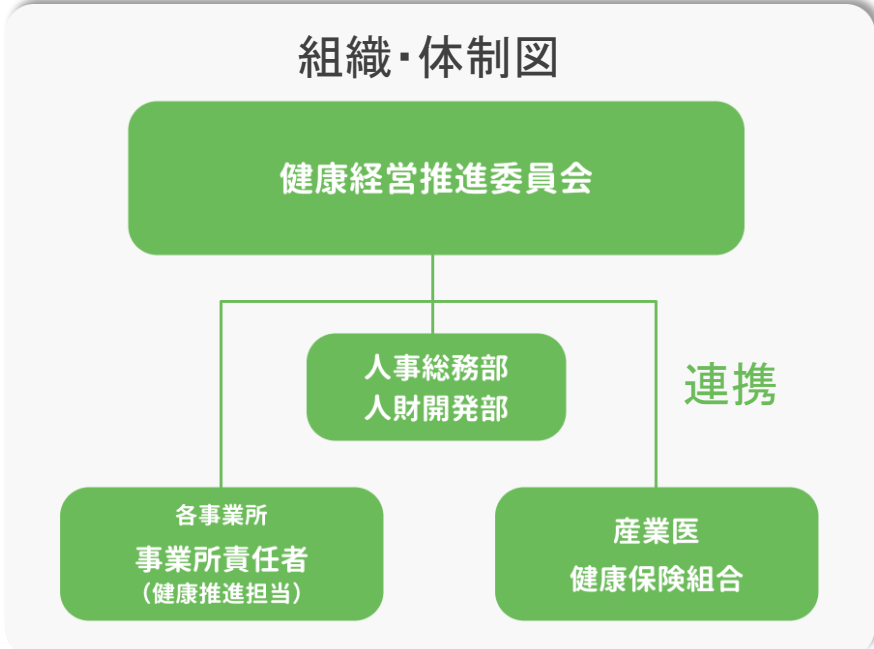 組織・体制図
健康経営推進委員会
人事総務部
人財開発部
連携
各事業所
事業所責任者
（健康推進担当）
産業医
健康保険組合